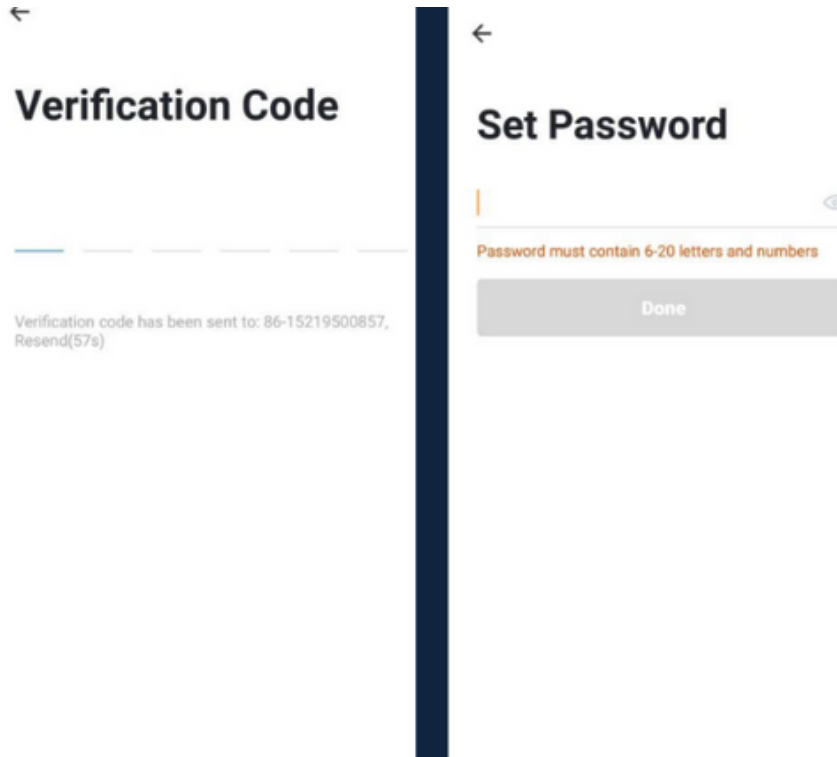 Verification Code
Verification code has been sent to: 86-15219500857,
Resend(57s)
Set Password
Password must contain 6-20 letters and numbers
Done